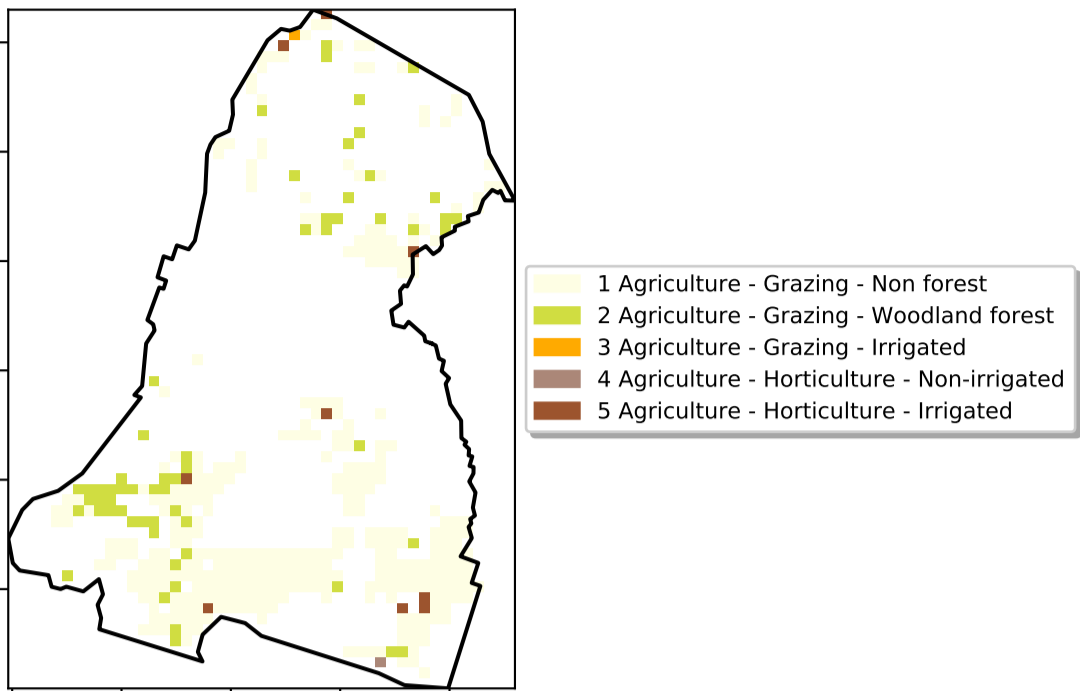 1 Agriculture - Grazing - Non forest
2 Agriculture - Grazing - Woodland forest
3 Agriculture - Grazing - Irrigated
4 Agriculture - Horticulture - Non-irrigated
5 Agriculture - Horticulture - Irrigated